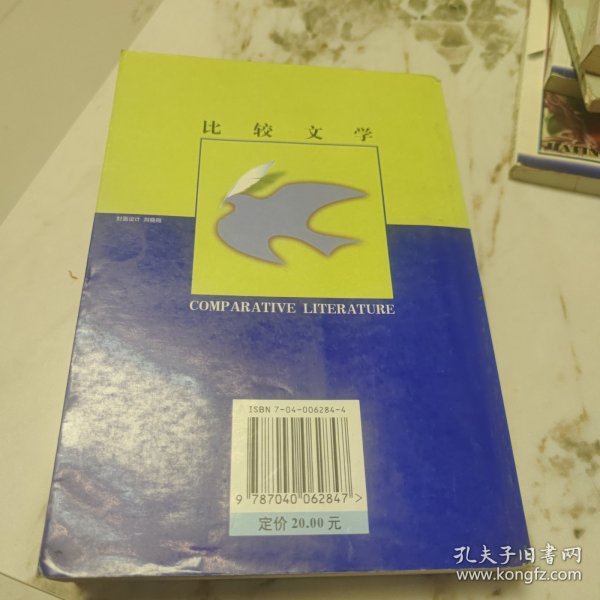 比较文学
封面设计 刘晓翔
COMPARATIVE LITERATURE
ISBN 7-04-006284-4
9 787040 062847 >
定价 20.00 元
孔夫子旧书网
www.kongfz.com